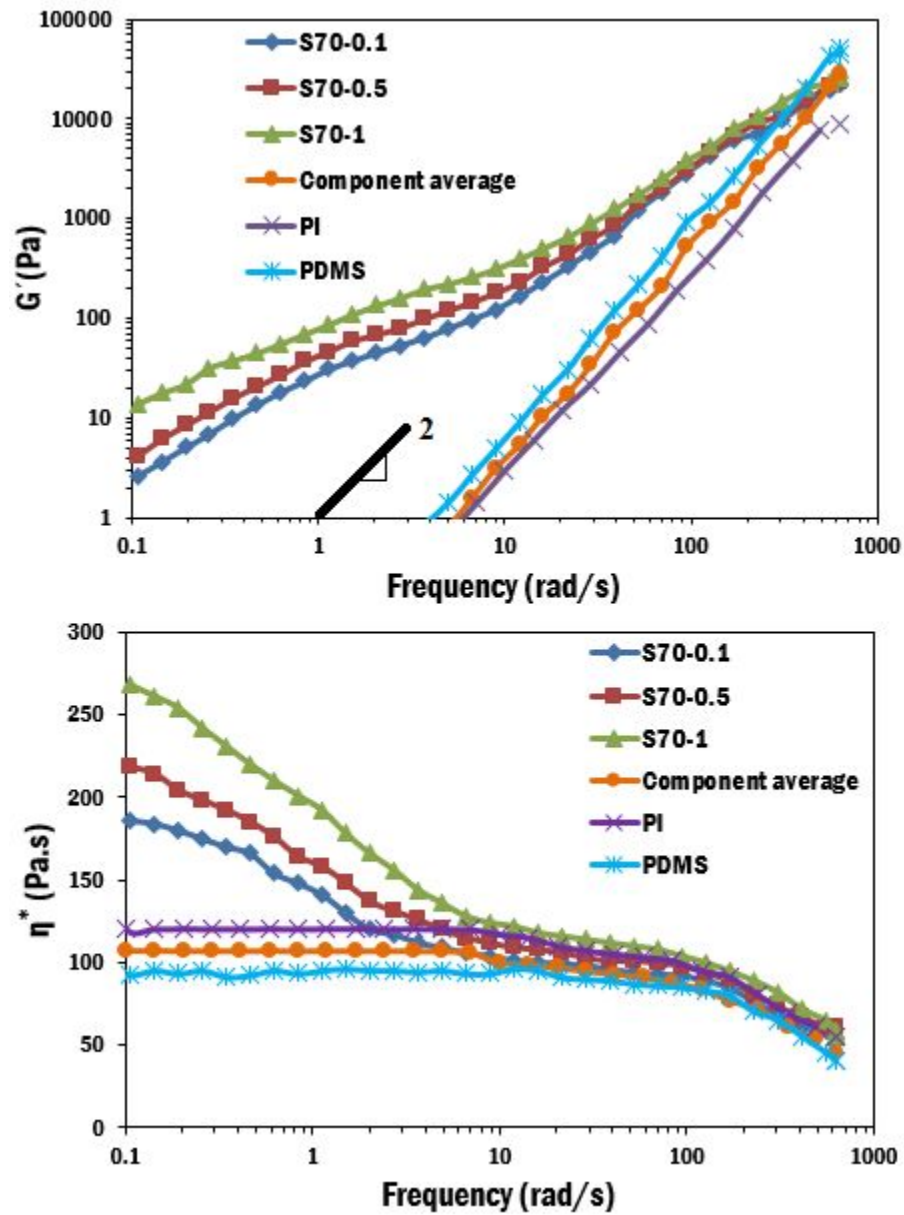 100000
10000
1000
100
10
1
G´(Pa)
S70-0.1
S70-0.5
S70-1
Component average
PI
PDMS
2
0.1 1 10 100 1000
Frequency (rad/s)
300
250
200
150
100
50
0
η* (Pa.s)
S70-0.1
S70-0.5
S70-1
Component average
PI
PDMS
0.1 1 10 100 1000
Frequency (rad/s)